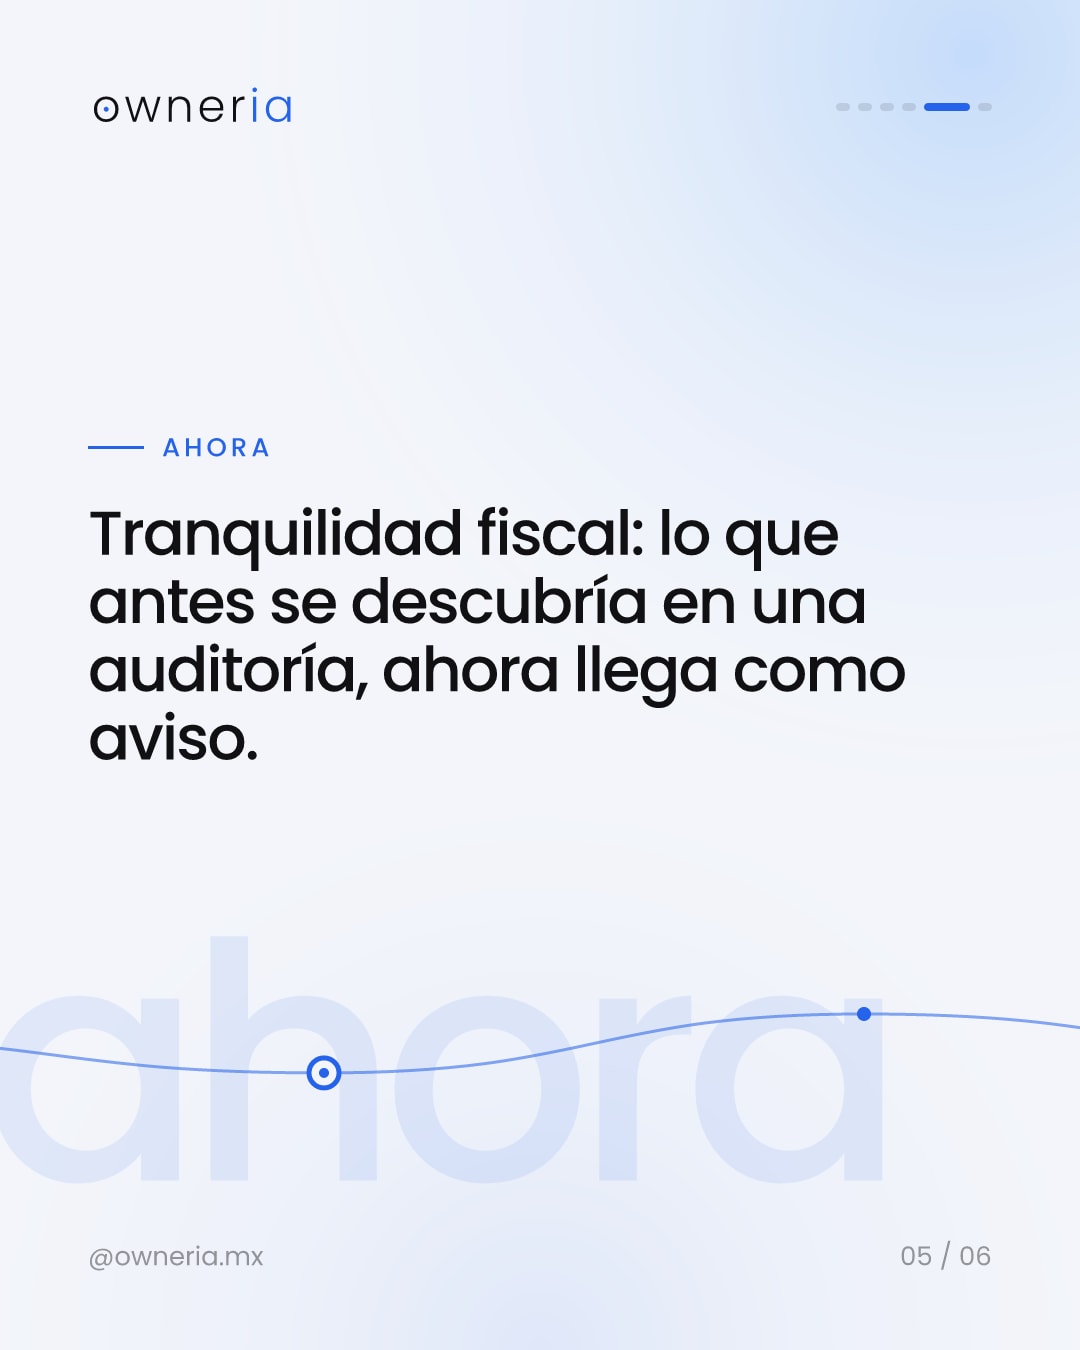 owneria
AHORA
Tranquilidad fiscal: lo que
antes se descubría en una
auditoría, ahora llega como
aviso.
ahora
@owneria.mx
05 / 06